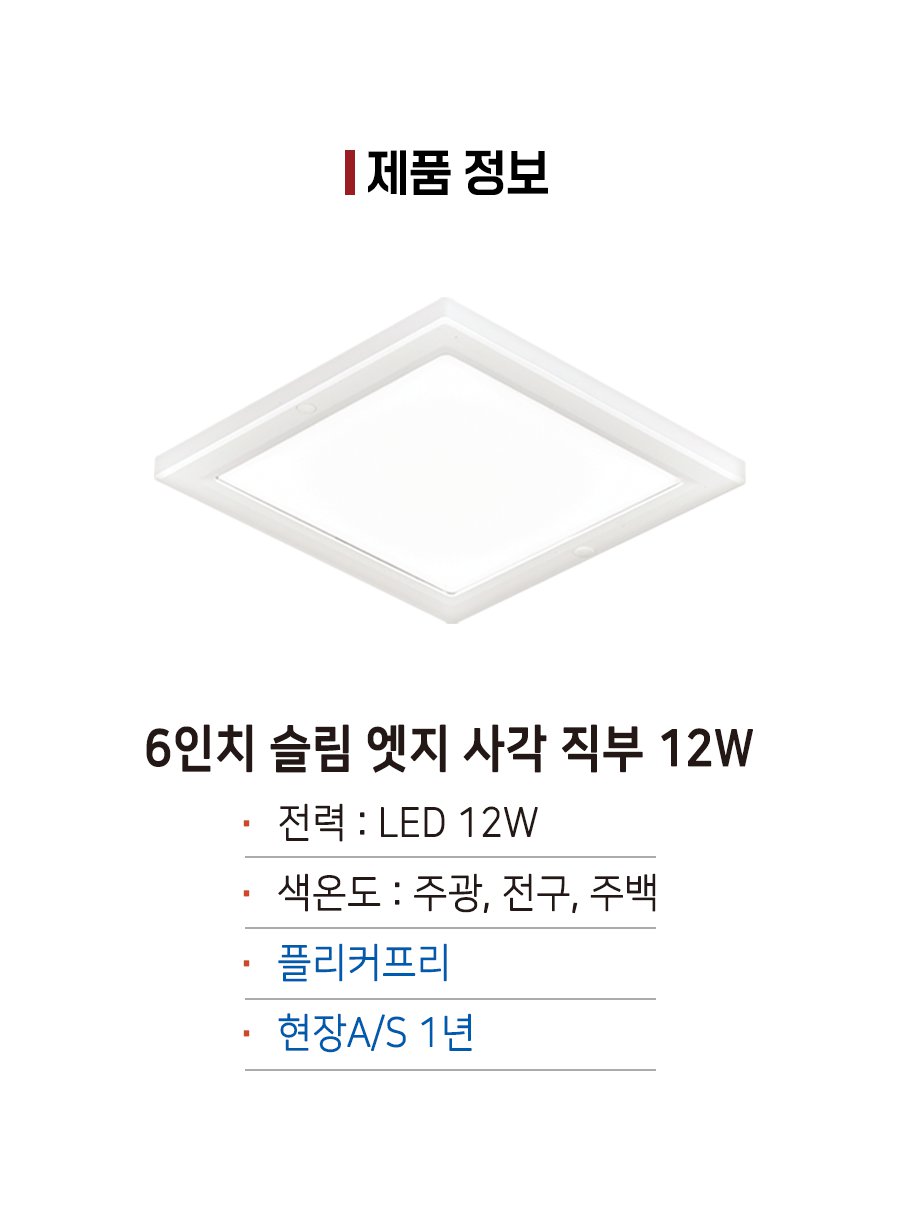 제품 정보
6인치 슬림 엣지 사각 직부 12W
· 전력 : LED 12W
· 색온도 : 주광, 전구, 주백
· 플리커프리
· 현장A/S 1년